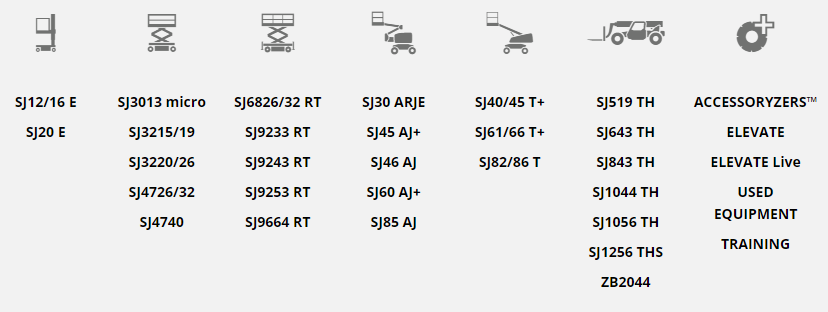 SJ12/16 E
SJ20 E
SJ3013 micro
SJ3215/19
SJ3220/26
SJ4726/32
SJ4740
SJ6826/32 RT
SJ9233 RT
SJ9243 RT
SJ9253 RT
SJ9664 RT
SJ30 ARJE
SJ45 AJ+
SJ46 AJ
SJ60 AJ+
SJ85 AJ
SJ40/45 T+
SJ61/66 T+
SJ82/86 T
SJ519 TH
SJ643 TH
SJ843 TH
SJ1044 TH
SJ1056 TH
SJ1256 THS
ZB2044
ACCESSORYZERS™
ELEVATE
ELEVATE Live
USED
EQUIPMENT
TRAINING